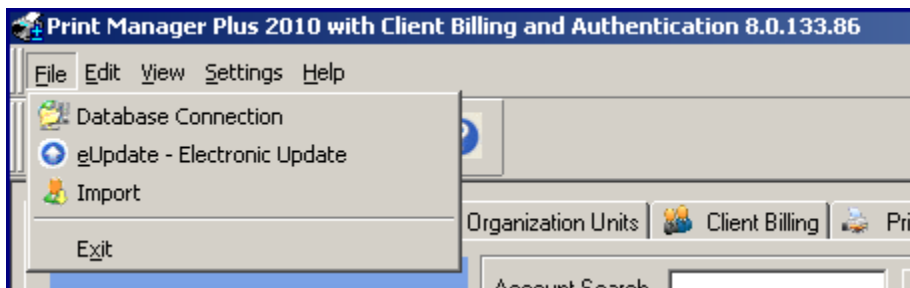 Print Manager Plus 2010 with Client Billing and Authentication 8.0.133.86
File Edit View Settings Help
Database Connection
eUpdate - Electronic Update
Import
Organization Units Client Billing
Exit
Account Search